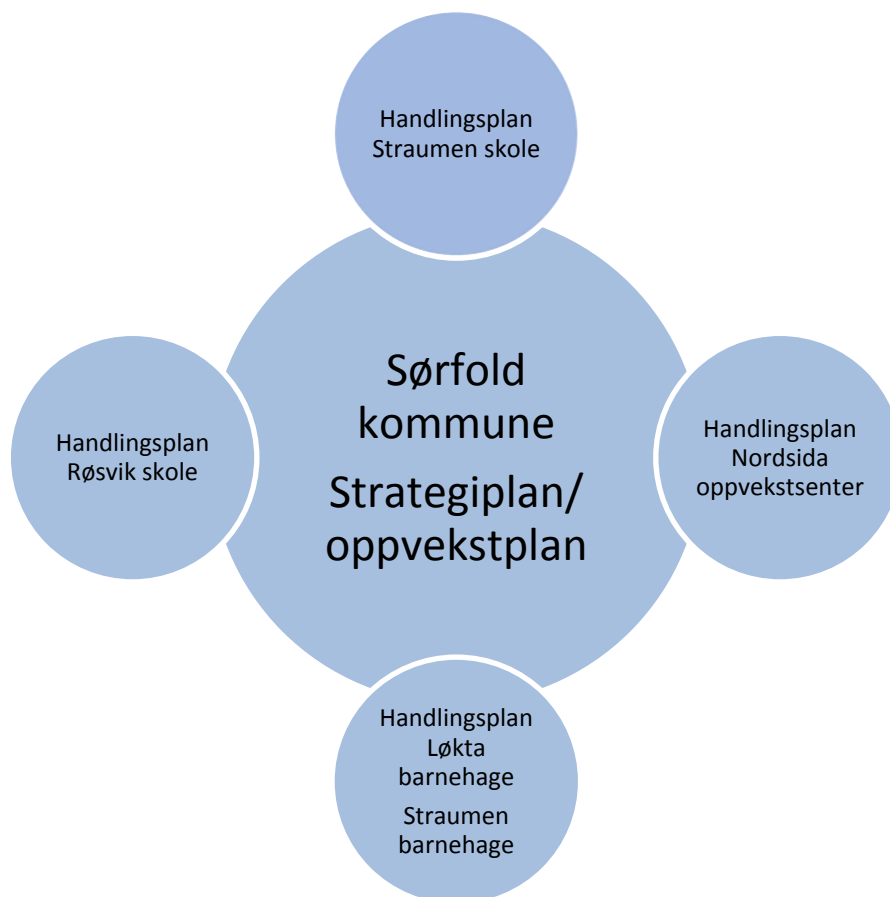 Handlingsplan
Straumen skole
Sørfold
kommune
Strategiplan/
oppvekstplan
Handlingsplan
Røsvik skole
Handlingsplan
Nordsida
oppvekstsenter
Handlingsplan
Løkta
barnehage
Straumen
barnehage